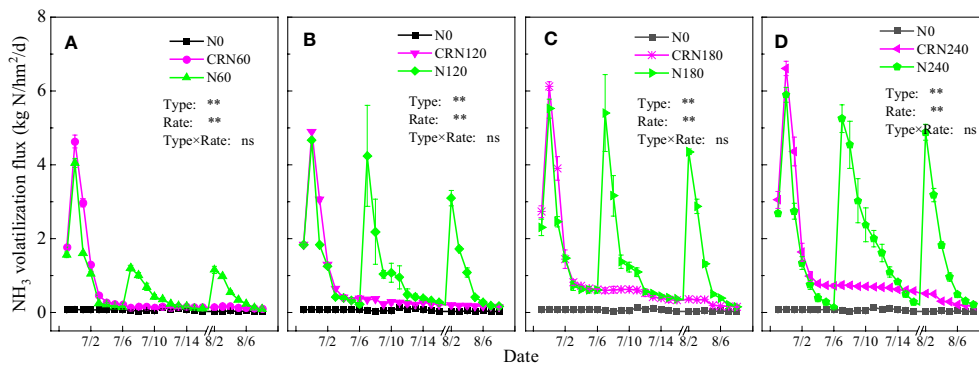 NH₃ volatilization flux (kg N/hm²/d)
8
6
4
2
0
A
N0
CRN60
N60
Type: **
Rate: **
Type×Rate: ns
7/2 7/6 7/10 7/14 8/2 8/6
B
N0
CRN120
N120
Type: **
Rate: **
Type×Rate: ns
7/2 7/6 7/10 7/14 8/2 8/6
C
N0
CRN180
N180
Type: **
Rate: **
Type×Rate: ns
7/2 7/6 7/10 7/14 8/2 8/6
D
N0
CRN240
N240
Type: **
Rate: **
Type×Rate: ns
7/2 7/6 7/10 7/14 8/2 8/6
Date